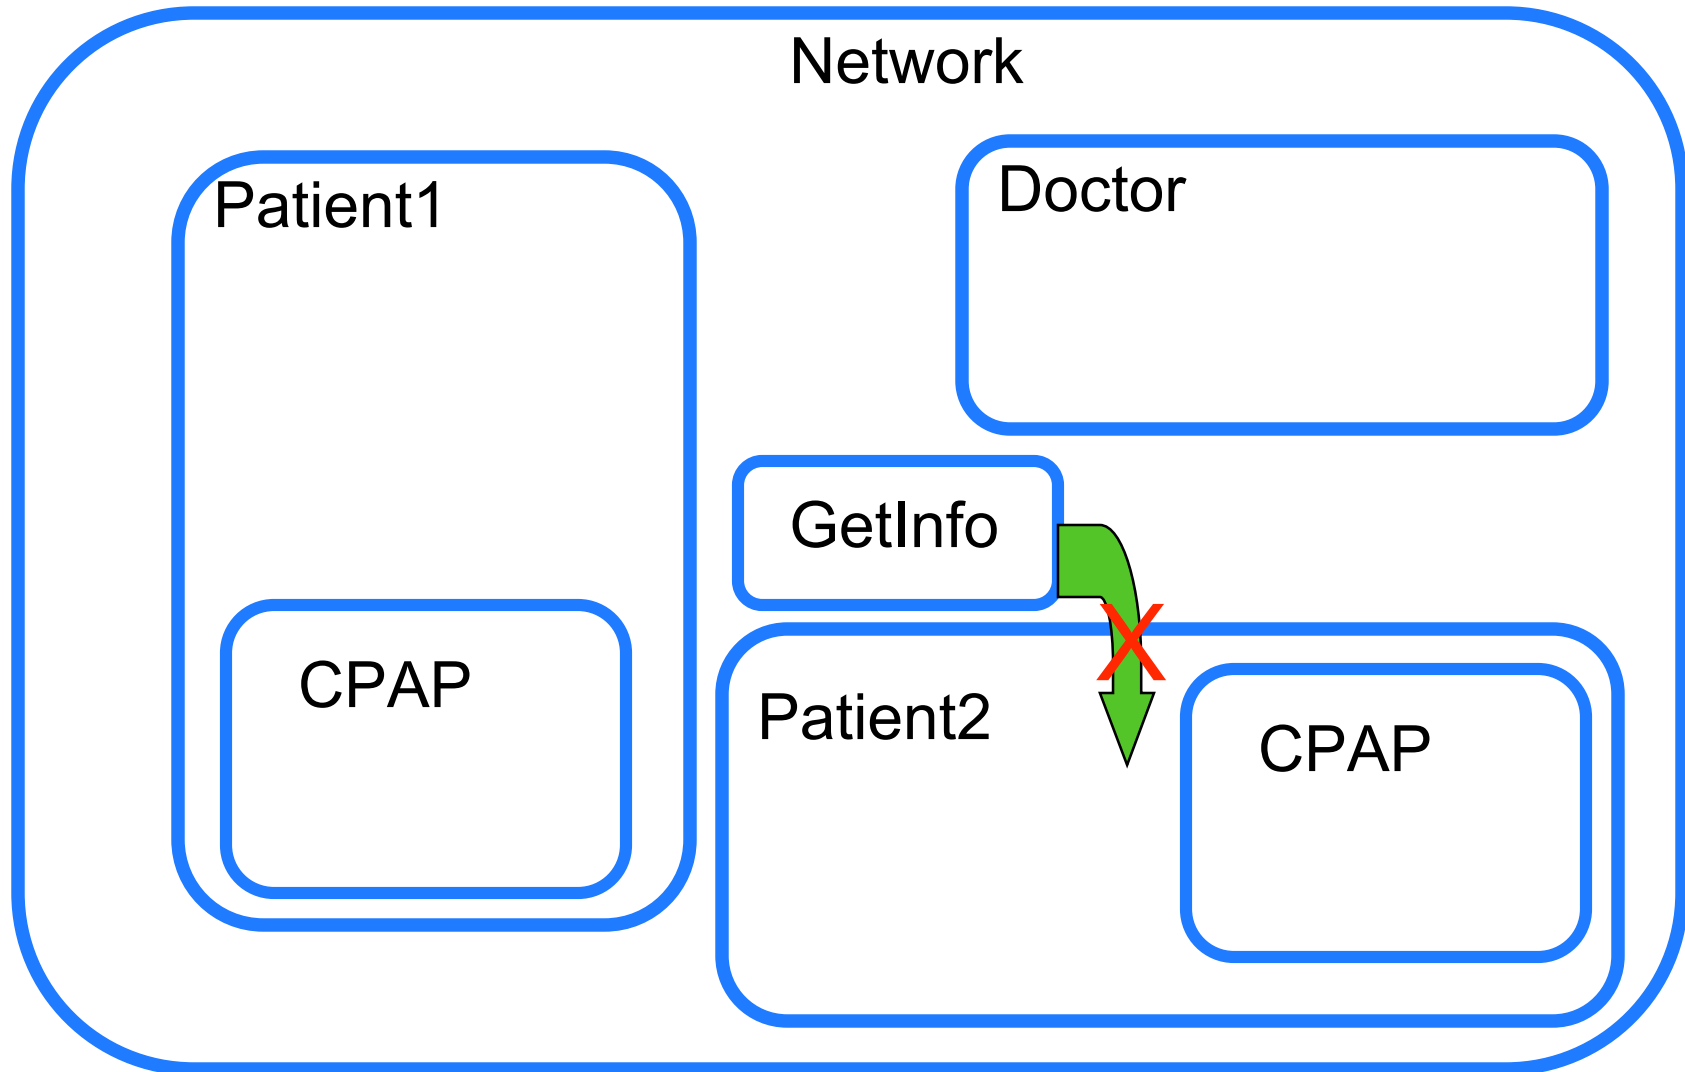 Network
Patient1
Doctor
GetInfo
X
CPAP
Patient2
CPAP